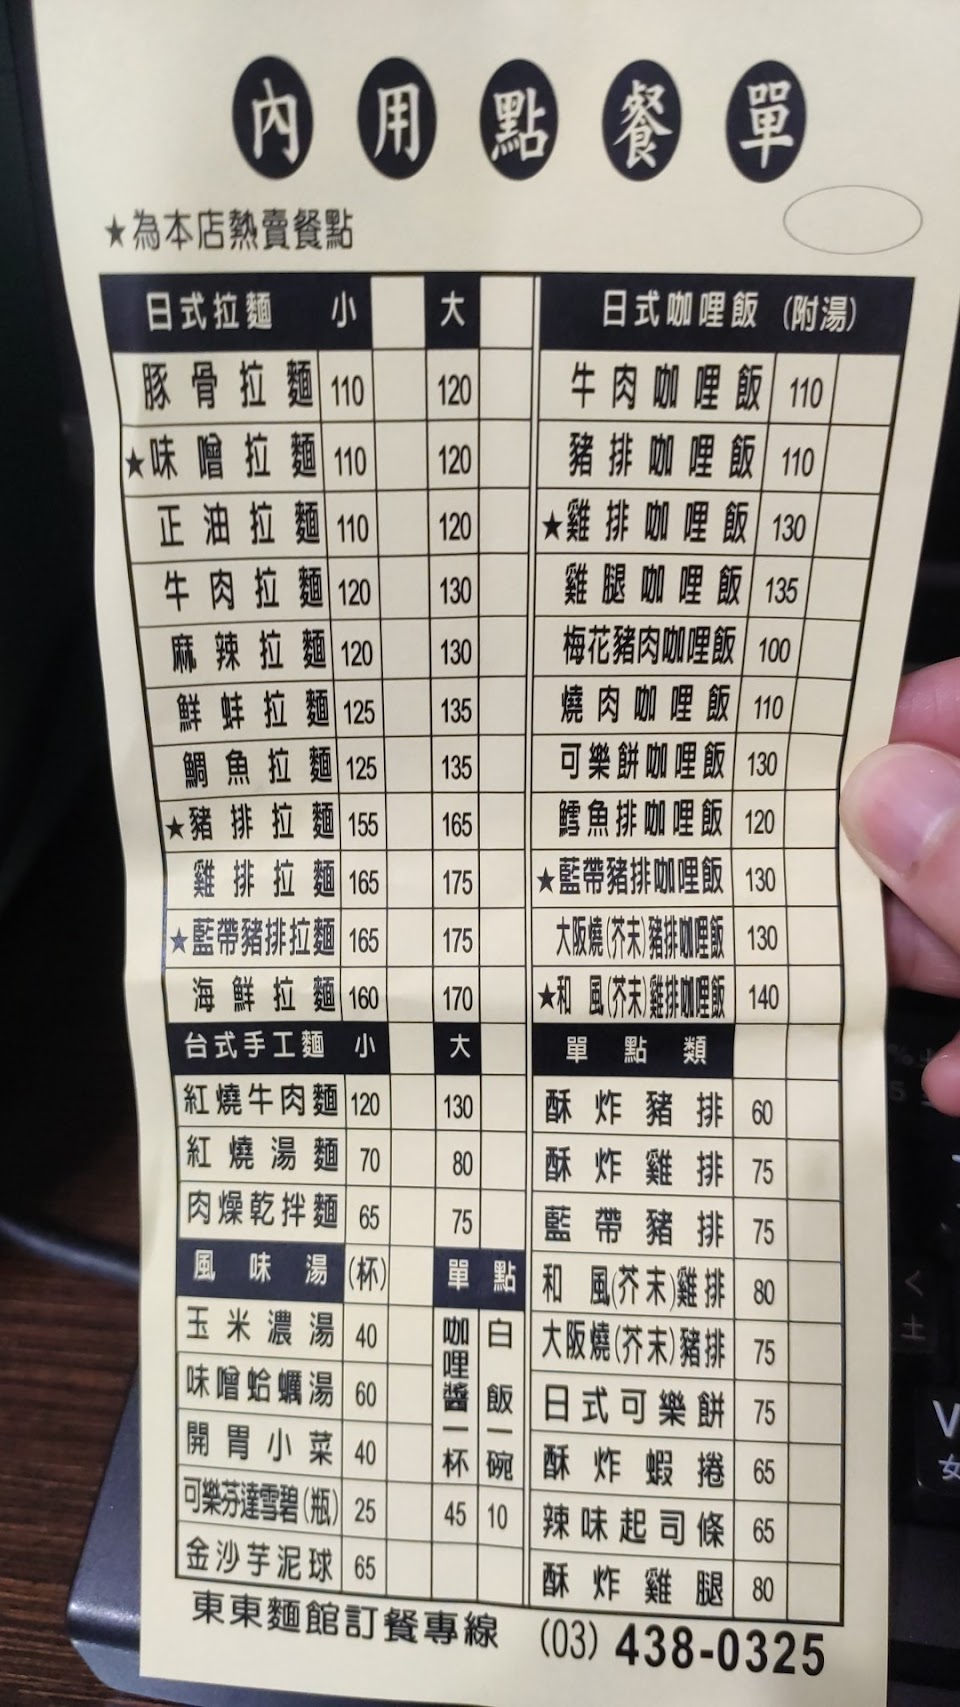 內用點餐單
★為本店熱賣餐點
日式拉麵 小 大
豚骨拉麵 110 120
★味噌拉麵 110 120
正油拉麵 110 120
牛肉拉麵 120 130
麻辣拉麵 120 130
鮮蚌拉麵 125 135
鯛魚拉麵 125 135
★豬排拉麵 155 165
雞排拉麵 165 175
★藍帶豬排拉麵 165 175
海鮮拉麵 160 170
台式手工麵 小 大
紅燒牛肉麵 120 130
紅燒湯麵 70 80
肉燥乾拌麵 65 75
風味湯 (杯)
玉米濃湯 40
味噌蛤蠣湯 60
開胃小菜 40
可樂芬達雪碧(瓶) 25
金沙芋泥球 65
單點
咖哩醬一杯 45
白飯一碗 10
日式咖哩飯 (附湯)
牛肉咖哩飯 110
豬排咖哩飯 110
★雞排咖哩飯 130
雞腿咖哩飯 135
梅花豬肉咖哩飯 100
燒肉咖哩飯 110
可樂餅咖哩飯 130
鱈魚排咖哩飯 120
★藍帶豬排咖哩飯 130
大阪燒(芥末)豬排咖哩飯 130
★和風(芥末)雞排咖哩飯 140
單點類
酥炸豬排 60
酥炸雞排 75
藍帶豬排 75
和風(芥末)雞排 80
大阪燒(芥末)豬排 75
日式可樂餅 75
酥炸蝦捲 65
辣味起司條 65
酥炸雞腿 80
東東麵館訂餐專線 (03) 438-0325